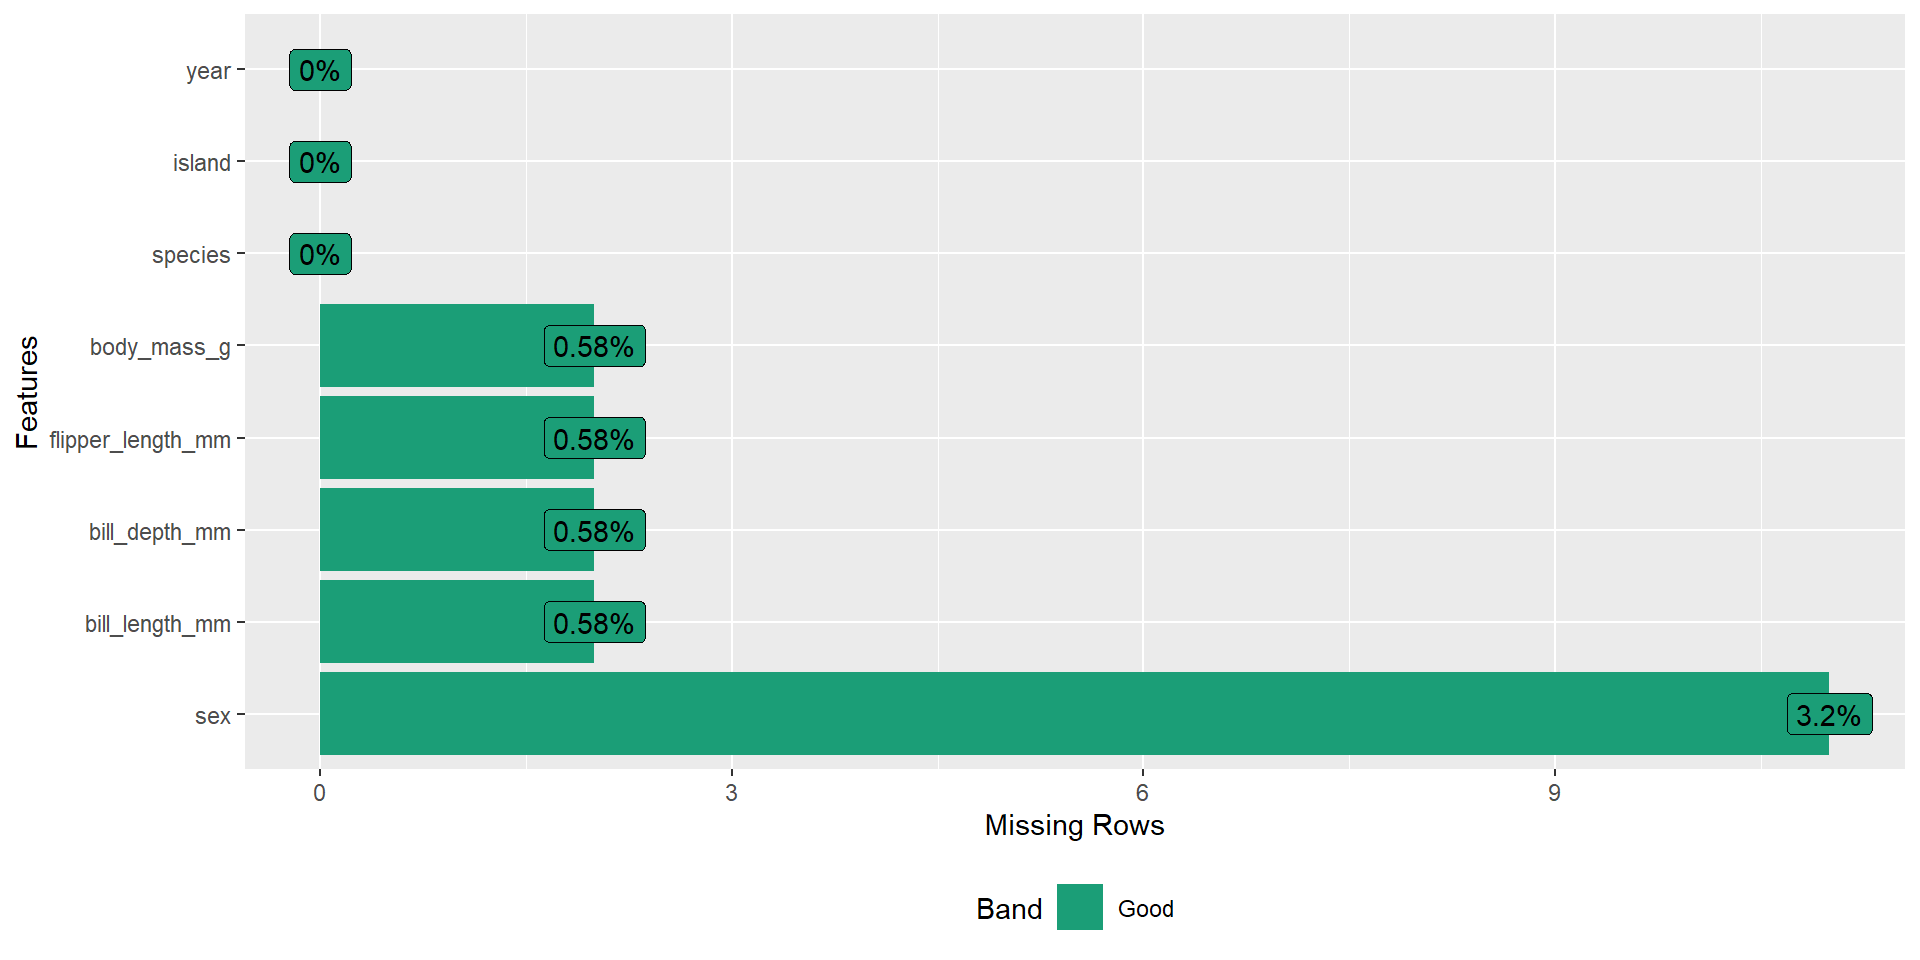 year 0%
island 0%
species 0%
body_mass_g 0.58%
flipper_length_mm 0.58%
bill_depth_mm 0.58%
bill_length_mm 0.58%
sex 3.2%
Features
0 3 6 9
Missing Rows
Band Good